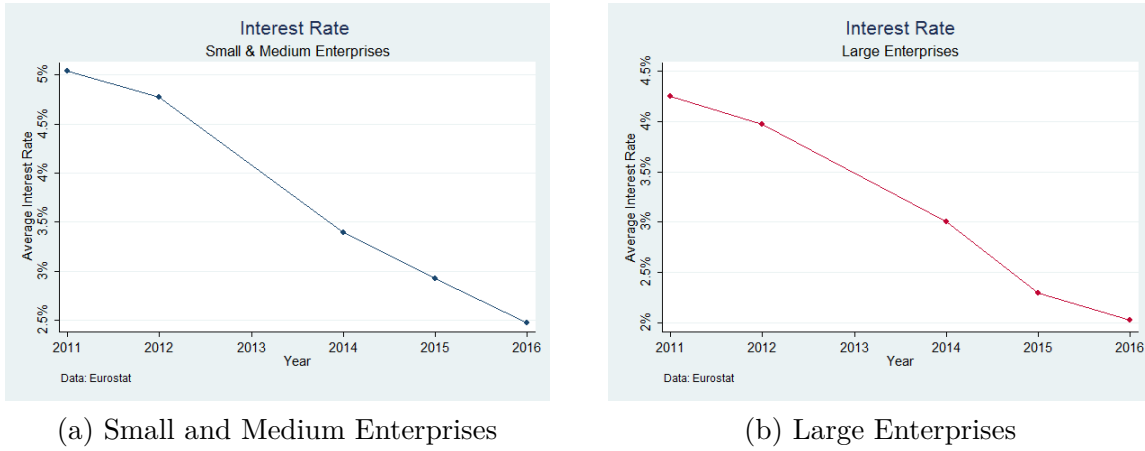 Interest Rate
Small & Medium Enterprises
Average Interest Rate
5%
4.5%
4%
3.5%
3%
2.5%
2011 2012 2013 2014 2015 2016
Year
Data: Eurostat
(a) Small and Medium Enterprises
Interest Rate
Large Enterprises
Average Interest Rate
4.5%
4%
3.5%
3%
2.5%
2%
2011 2012 2013 2014 2015 2016
Year
Data: Eurostat
(b) Large Enterprises